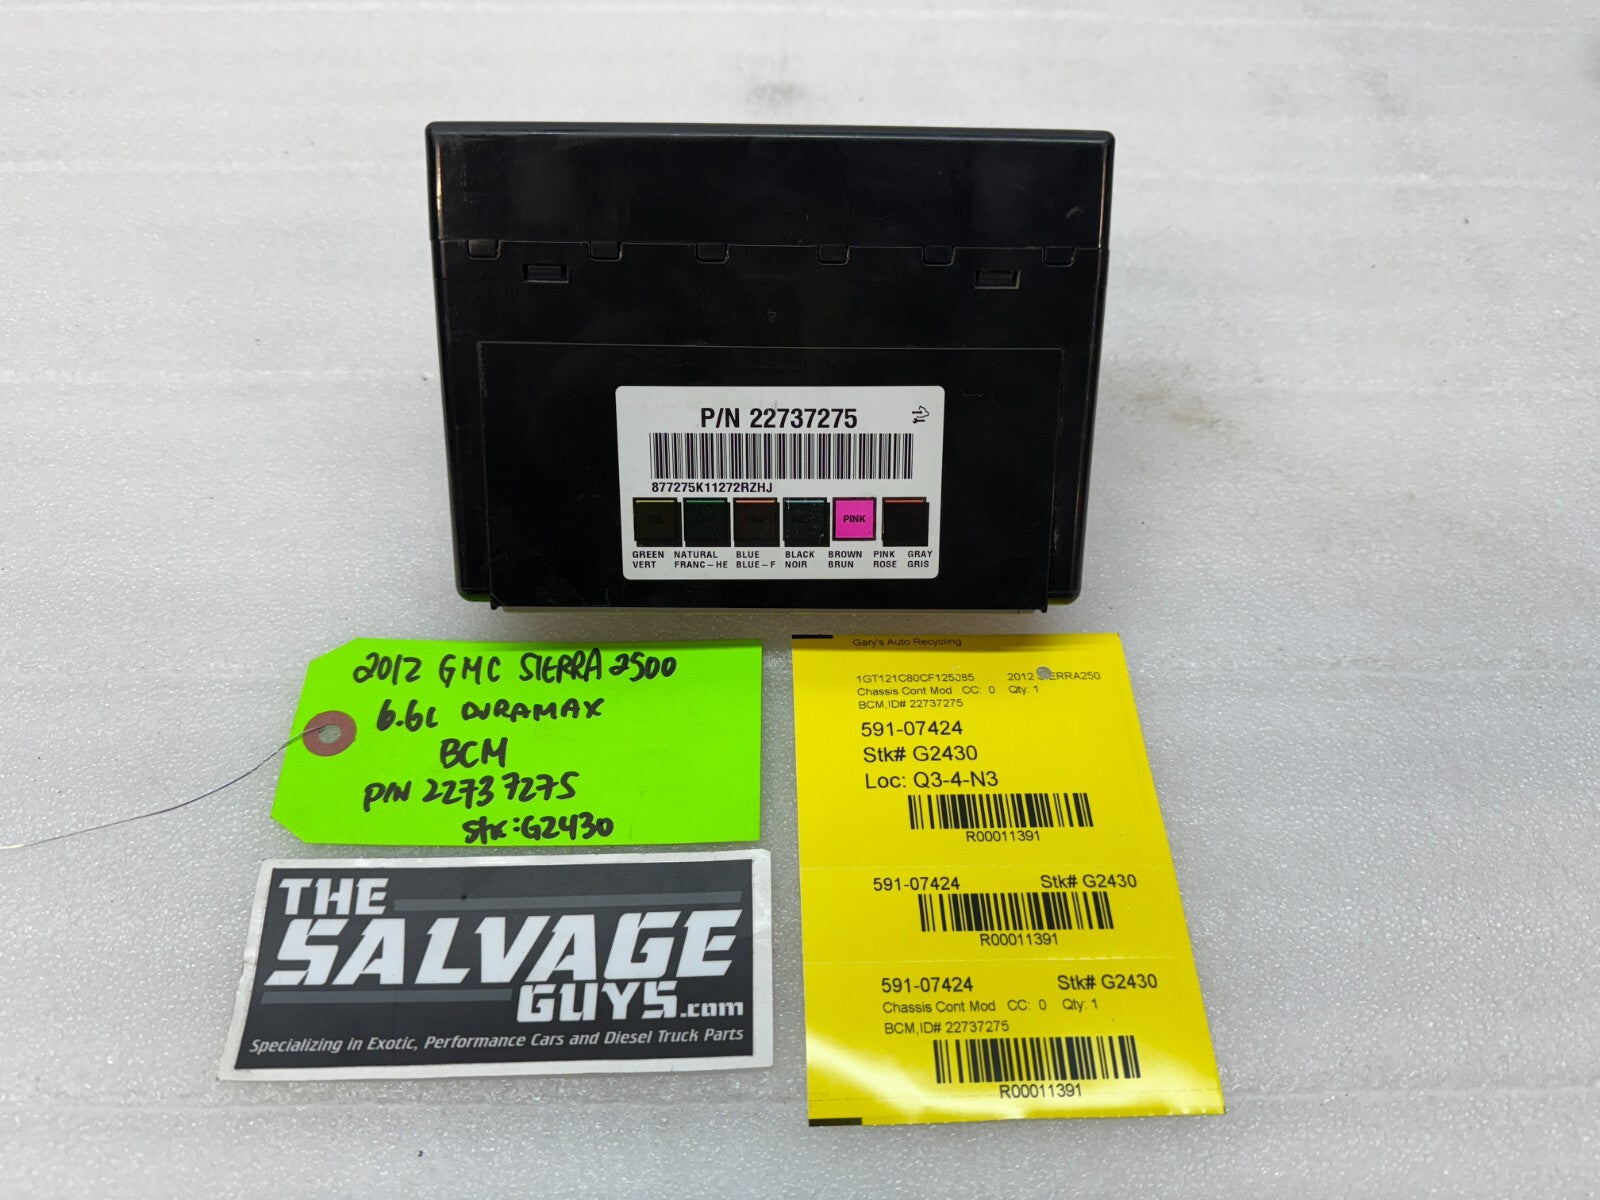 P/N 22737275
877275K11272RZHJ
PINK
GREEN NATURAL BLUE BLACK BROWN PINK GRAY
VERT FRANC-HE BLUE-F NOIR BRUN ROSE GRIS
2012 GMC SIERRA 2500
6.6L DURAMAX
BCM
P/N 22737275
Stk: G2430
THE
SALVAGE
GUYS.com
Specializing in Exotic, Performance Cars and Diesel Truck Parts
Gary's Auto Recycling
1GT121C80CF125385 2012 SIERRA250
Chassis Cont Mod CC: 0 Qty: 1
BCM,ID# 22737275
591-07424
Stk# G2430
Loc: Q3-4-N3
R00011391
591-07424 Stk# G2430
R00011391
591-07424 Stk# G2430
Chassis Cont Mod CC: 0 Qty: 1
BCM,ID# 22737275
R00011391